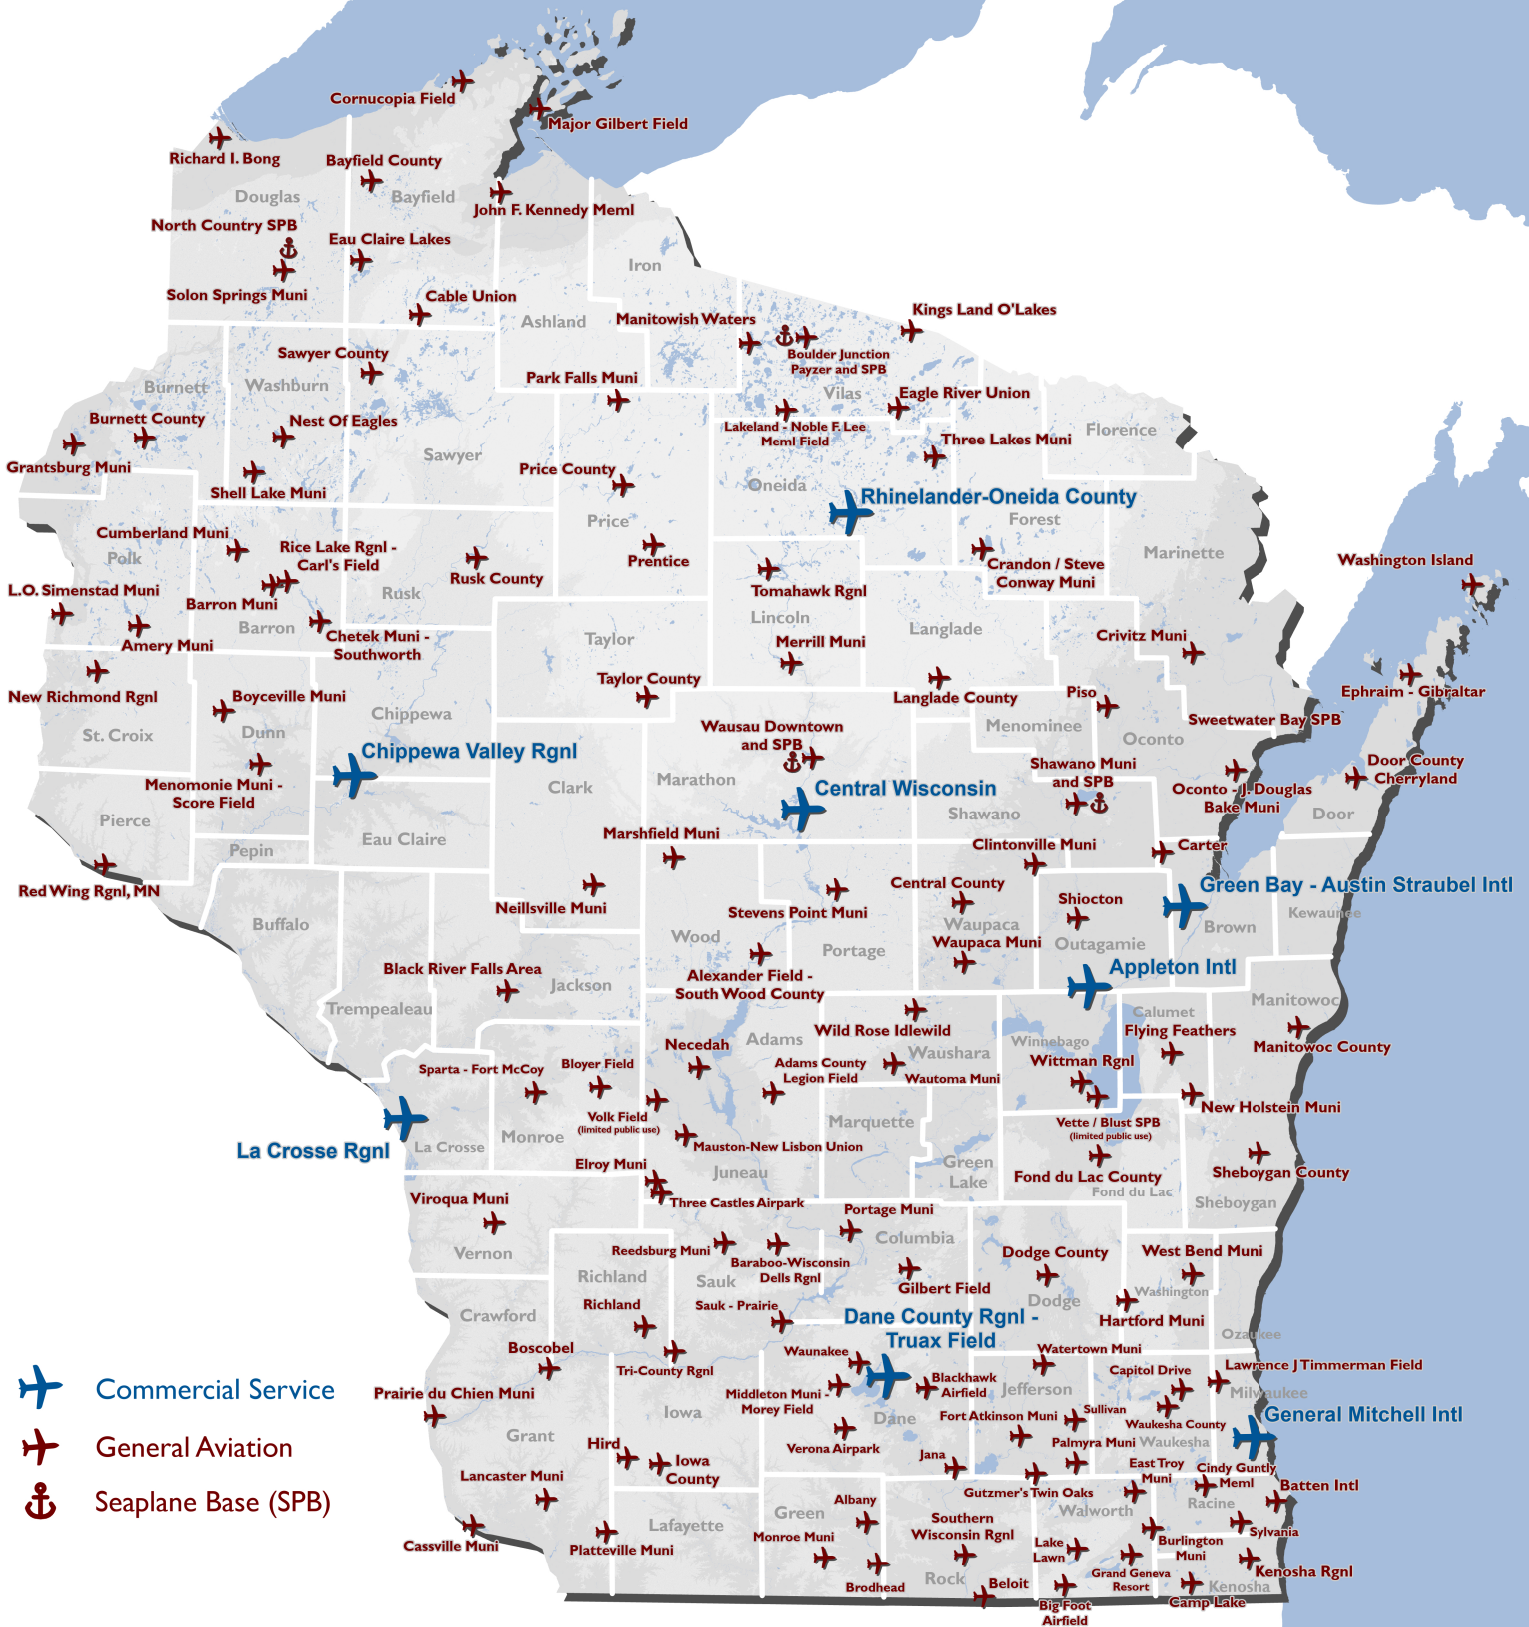 Cornucopia Field
Major Gilbert Field
Richard I. Bong
Bayfield County
Douglas
Bayfield
John F. Kennedy Meml
North Country SPB
Eau Claire Lakes
Iron
Solon Springs Muni
Cable Union
Ashland
Manitowish Waters
Kings Land O'Lakes
Sawyer County
Boulder Junction
Payzer and SPB
Park Falls Muni
Burnett
Washburn
Vilas
Eagle River Union
Burnett County
Nest Of Eagles
Lakeland - Noble F. Lee
Meml Field
Three Lakes Muni
Florence
Grantsburg Muni
Sawyer
Price County
Shell Lake Muni
Oneida
Rhinelander-Oneida County
Price
Forest
Cumberland Muni
Polk
Rice Lake Rgnl -
Carl's Field
Rusk County
Prentice
Marinette
Crandon / Steve
Conway Muni
Washington Island
L.O. Simenstad Muni
Barron Muni
Rusk
Tomahawk Rgnl
Barron
Lincoln
Langlade
Amery Muni
Chetek Muni -
Southworth
Taylor
Merrill Muni
Crivitz Muni
New Richmond Rgnl
Boyceville Muni
Taylor County
Langlade County
Piso
Ephraim - Gibraltar
Chippewa
St. Croix
Dunn
Wausau Downtown
and SPB
Menominee
Sweetwater Bay SPB
Oconto
Chippewa Valley Rgnl
Shawano Muni
and SPB
Door County
Cherryland
Menomonie Muni -
Score Field
Clark
Marathon
Central Wisconsin
Oconto - J. Douglas
Bake Muni
Pierce
Shawano
Door
Eau Claire
Pepin
Marshfield Muni
Clintonville Muni
Carter
Red Wing Rgnl, MN
Central County
Green Bay - Austin Straubel Intl
Neillsville Muni
Stevens Point Muni
Shiocton
Kewaunee
Buffalo
Wood
Portage
Waupaca
Waupaca Muni
Outagamie
Brown
Black River Falls Area
Jackson
Alexander Field -
South Wood County
Appleton Intl
Trempealeau
Manitowoc
Calumet
Wild Rose Idlewild
Flying Feathers
Adams
Winnebago
Necedah
Waushara
Manitowoc County
Sparta - Fort McCoy
Bloyer Field
Adams County
Legion Field
Wautoma Muni
Wittman Rgnl
New Holstein Muni
Volk Field
(limited public use)
Marquette
Vette / Blust SPB
(limited public use)
La Crosse Rgnl
La Crosse
Monroe
Mauston-New Lisbon Union
Elroy Muni
Juneau
Green
Lake
Fond du Lac County
Fond du Lac
Sheboygan County
Viroqua Muni
Three Castles Airpark
Portage Muni
Sheboygan
Vernon
Reedsburg Muni
Columbia
Dodge County
West Bend Muni
Richland
Sauk
Baraboo-Wisconsin
Dells Rgnl
Gilbert Field
Washington
Dodge
Crawford
Richland
Sauk - Prairie
Dane County Rgnl -
Truax Field
Hartford Muni
Ozaukee
Boscobel
Tri-County Rgnl
Waunakee
Watertown Muni
Capitol Drive
Lawrence J Timmerman Field
Commercial Service
Prairie du Chien Muni
Middleton Muni -
Morey Field
Blackhawk
Airfield
Jefferson
Milwaukee
Grant
Iowa
Dane
Fort Atkinson Muni
Sullivan
Waukesha County
General Mitchell Intl
General Aviation
Hird
Verona Airpark
Palmyra Muni
Waukesha
Iowa
County
Jana
East Troy
Muni
Cindy Guntly
Meml
Batten Intl
Lancaster Muni
Gutzmer's Twin Oaks
Seaplane Base (SPB)
Albany
Green
Walworth
Racine
Lafayette
Southern
Wisconsin Rgnl
Monroe Muni
Sylvania
Cassville Muni
Platteville Muni
Lake
Lawn
Burlington
Muni
Brodhead
Rock
Beloit
Grand Geneva
Resort
Kenosha Rgnl
Kenosha
Camp Lake
Big Foot
Airfield